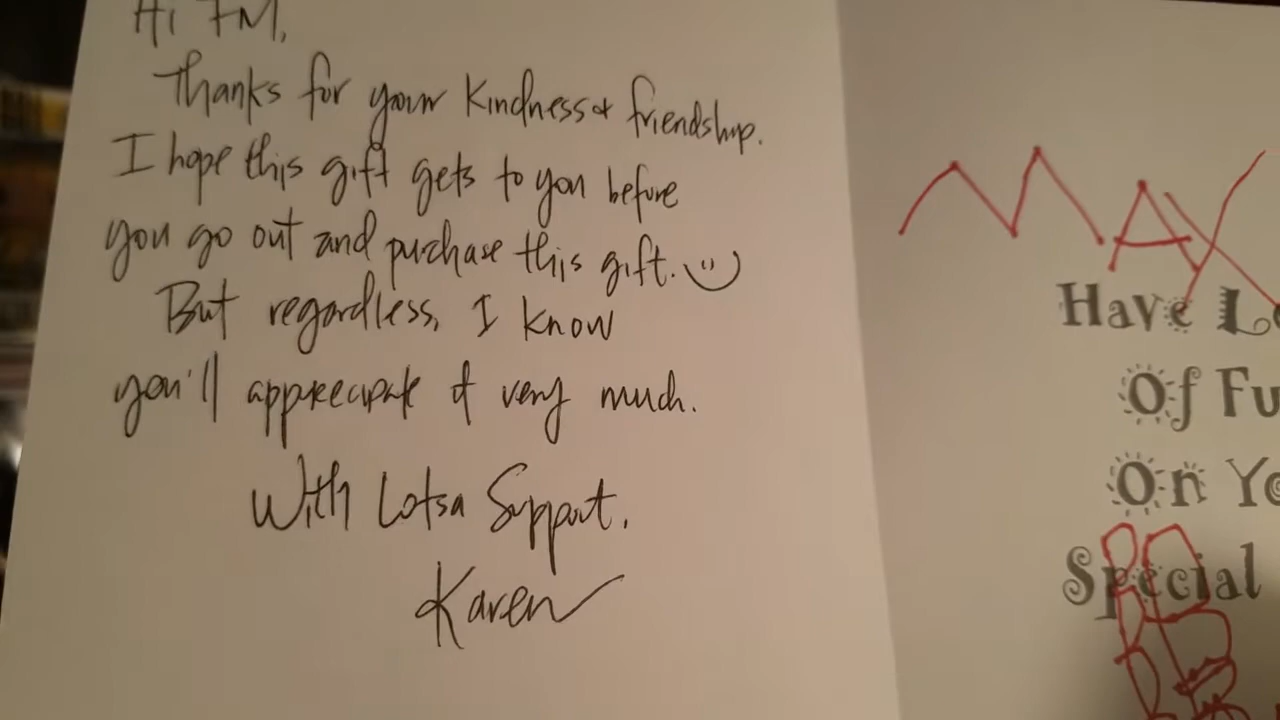 Hi FM,
Thanks for your kindness & friendship.
I hope this gift gets to you before
you go out and purchase this gift. :)
But regardless, I know
you'll appreciate it very much.
With Lotsa Support,
Karen
MAX
Have Lo
Of Fu
On Yo
Special